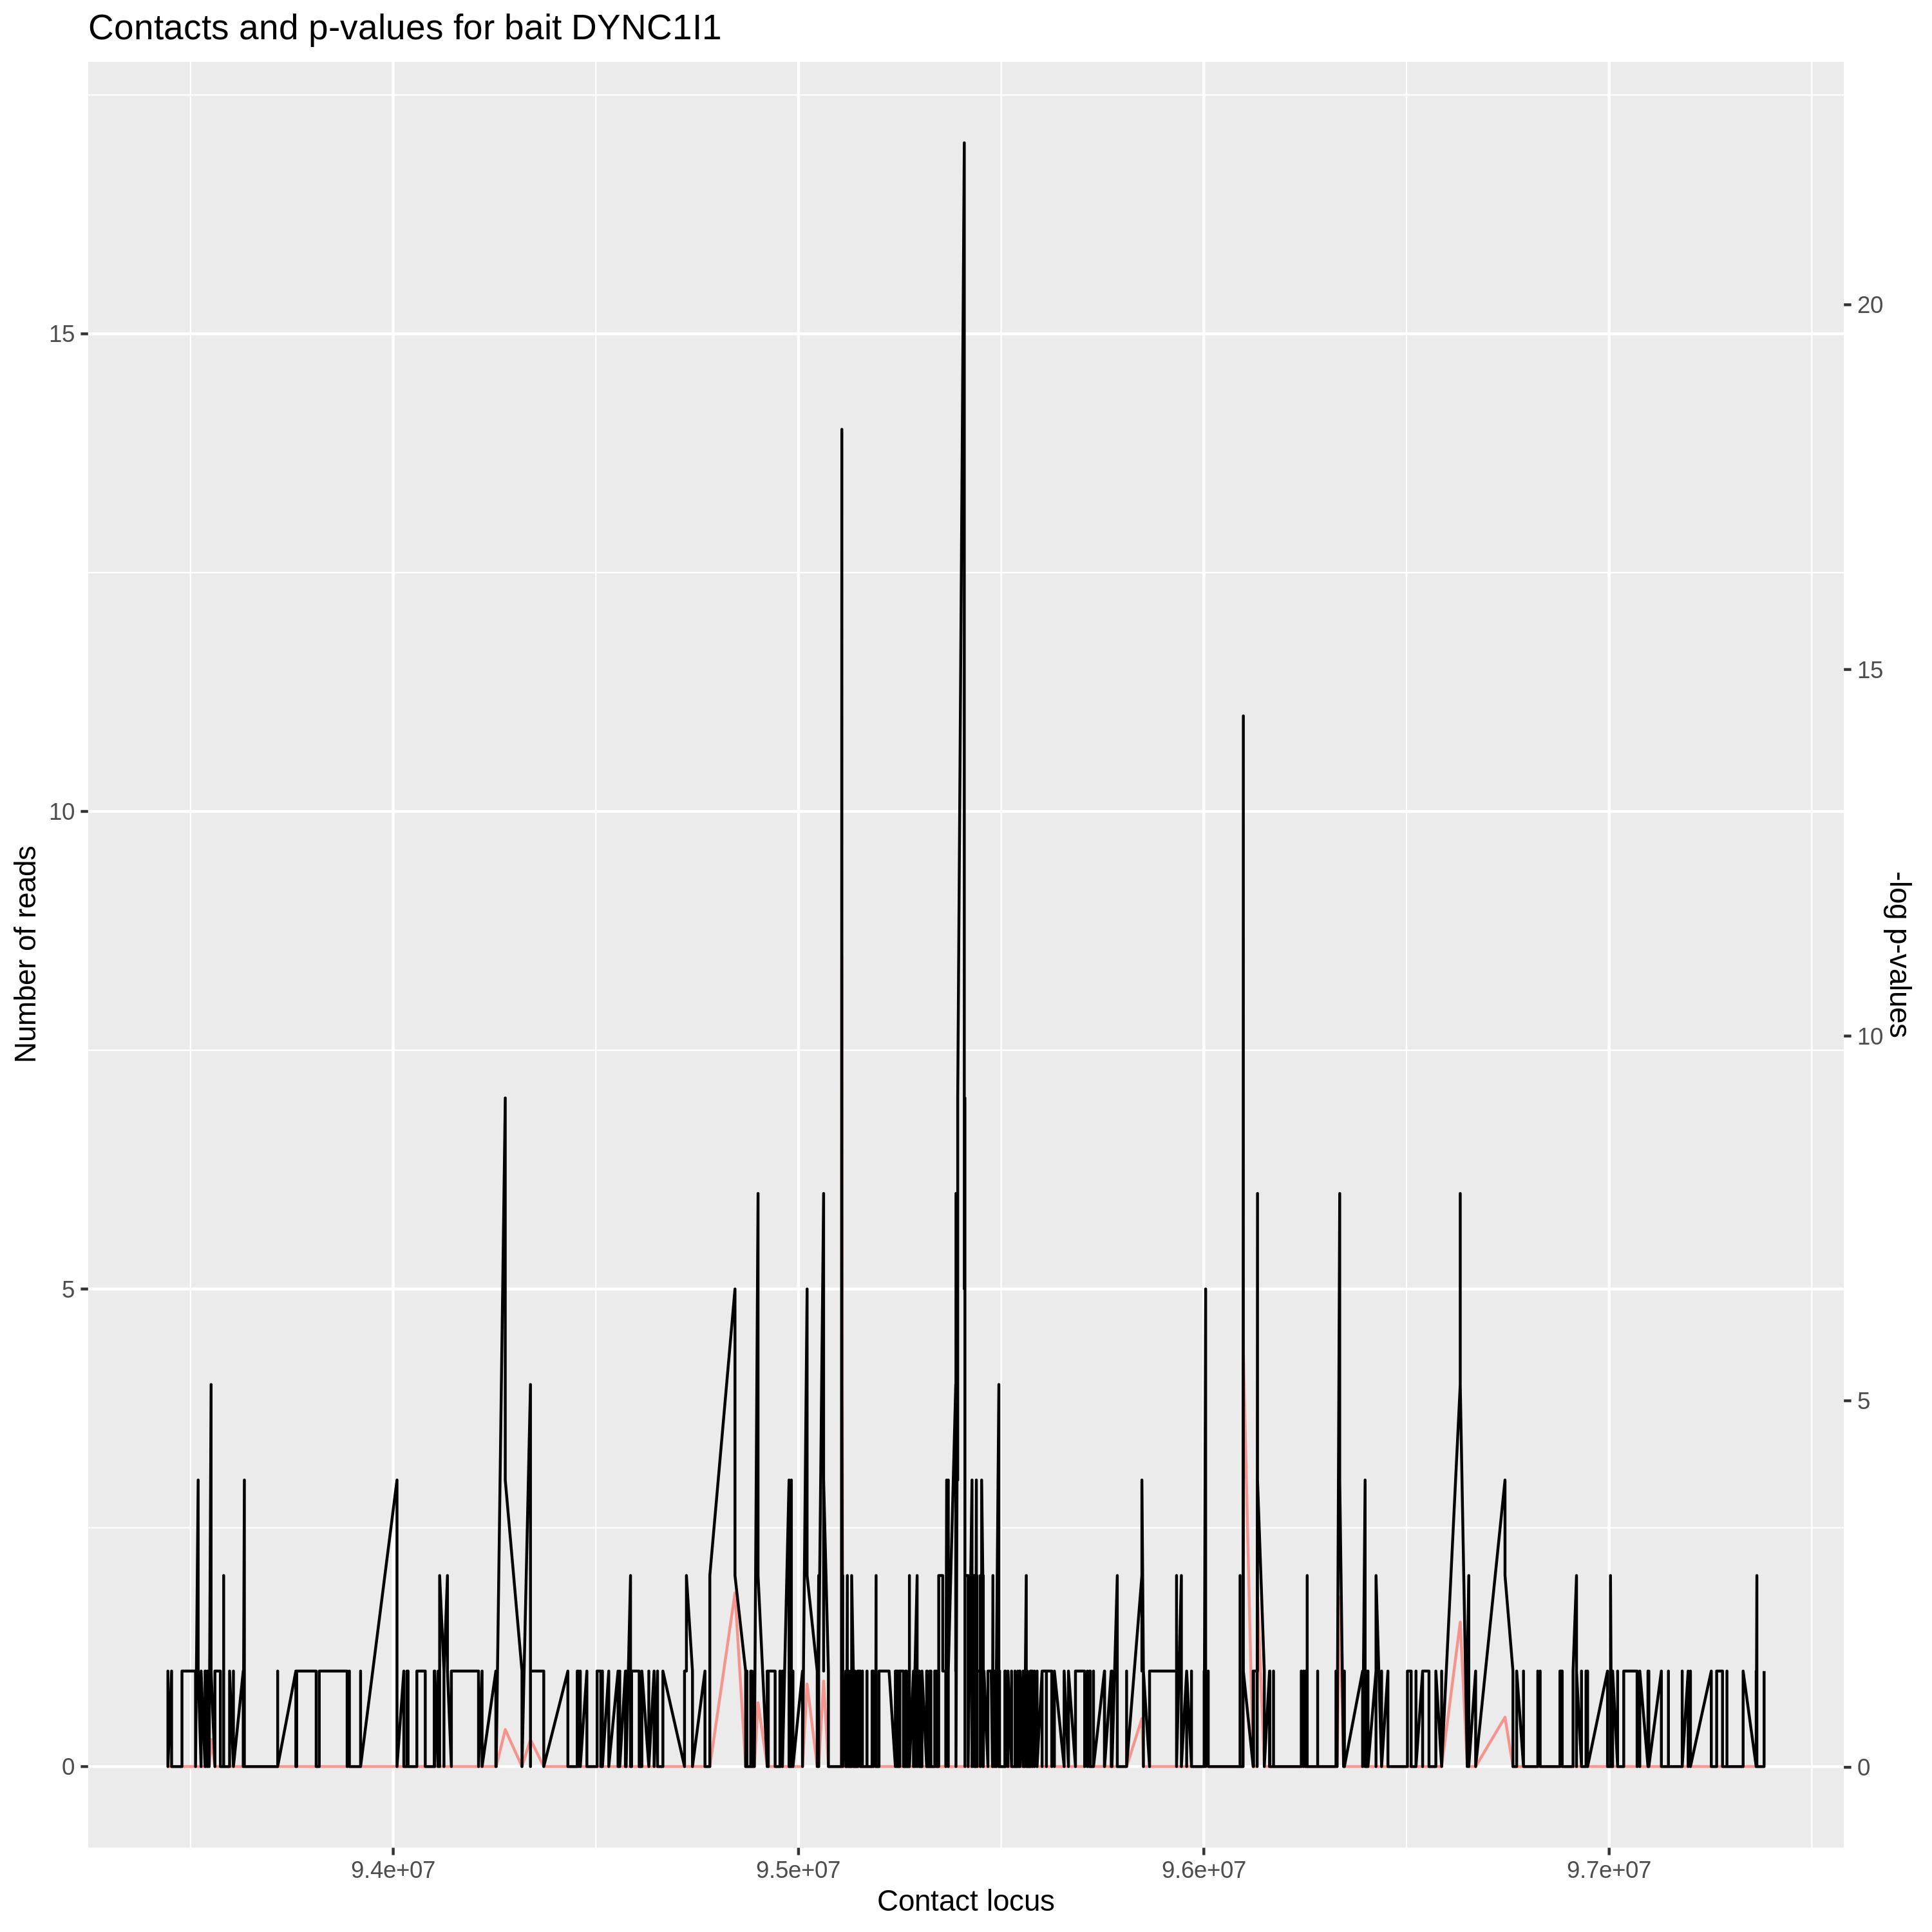 Contacts and p-values for bait DYNC1I1
15
10
5
0
Number of reads
20
15
10
5
0
-log p-values
9.4e+07 9.5e+07 9.6e+07 9.7e+07
Contact locus